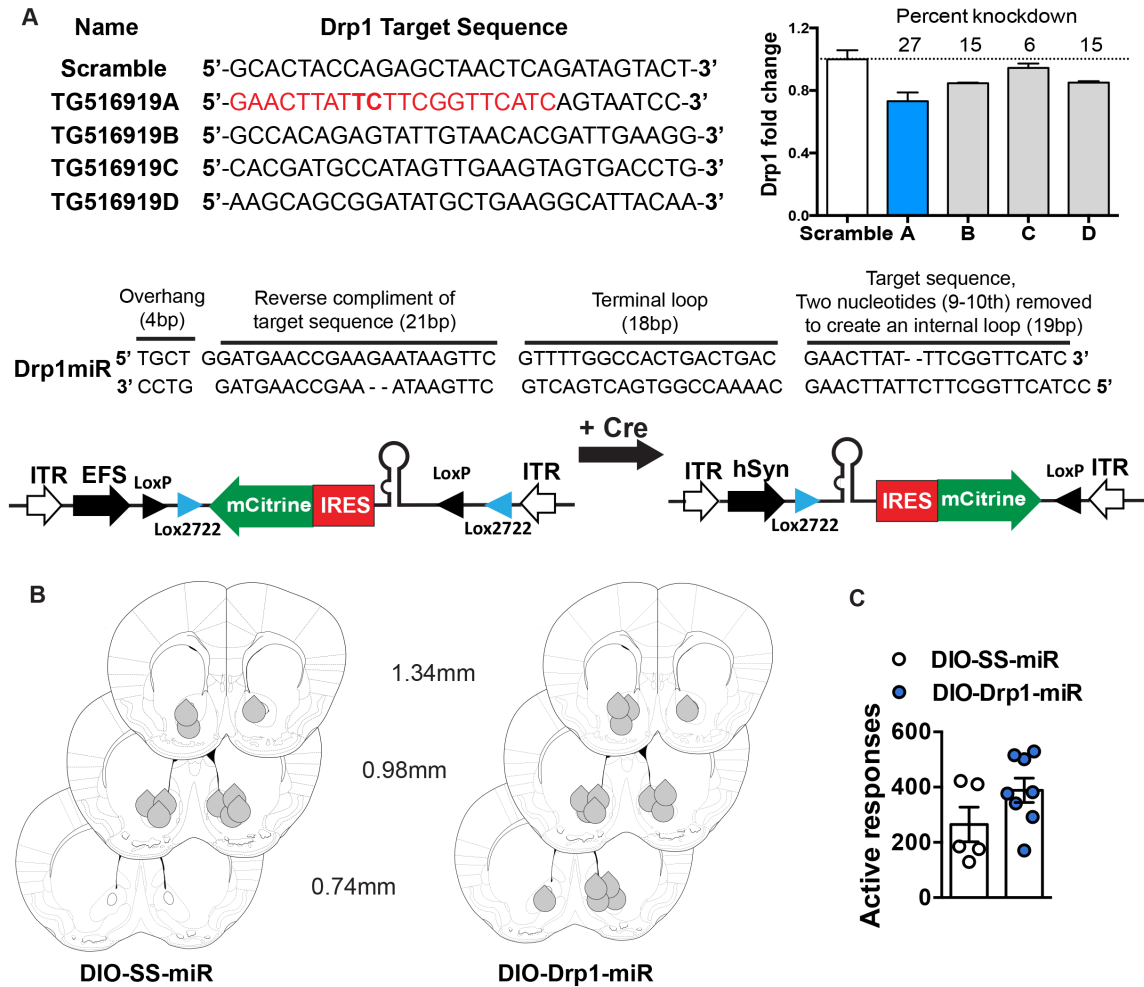 A
Name Drp1 Target Sequence
Scramble 5’-GCACTACCAGAGCTAACTCAGATAGTACT-3’
TG516919A 5’-GAACTTATTCTTCGGTTCATCAGTAATCC-3’
TG516919B 5’-GCCACAGAGTATTGTAACACGATTGAAGG-3’
TG516919C 5’-CACGATGCCATAGTTGAAGTAGTGACCTG-3’
TG516919D 5’-AAGCAGCGGATATGCTGAAGGCATTACAA-3’
Percent knockdown
27 15 6 15
Drp1 fold change
1.2
0.8
0.4
0.0
Scramble A B C D
Overhang
(4bp)
Reverse compliment of
target sequence (21bp)
Terminal loop
(18bp)
Target sequence,
Two nucleotides (9-10th) removed
to create an internal loop (19bp)
Drp1miR
5’ TGCT GGATGAACCGAAGAATAAGTTC GTTTTGGCCACTGACTGAC GAACTTAT- -TTCGGTTCATC 3’
3’ CCTG GATGAACCGAA - - ATAAGTTC GTCAGTCAGTGGCCAAAAC GAACTTATTCTTCGGTTCATCC 5’
+ Cre
ITR EFS LoxP Lox2722 mCitrine IRES LoxP Lox2722 ITR
ITR hSyn Lox2722 IRES mCitrine LoxP ITR
B
1.34mm
0.98mm
0.74mm
DIO-SS-miR DIO-Drp1-miR
C
DIO-SS-miR
DIO-Drp1-miR
Active responses
600
400
200
0